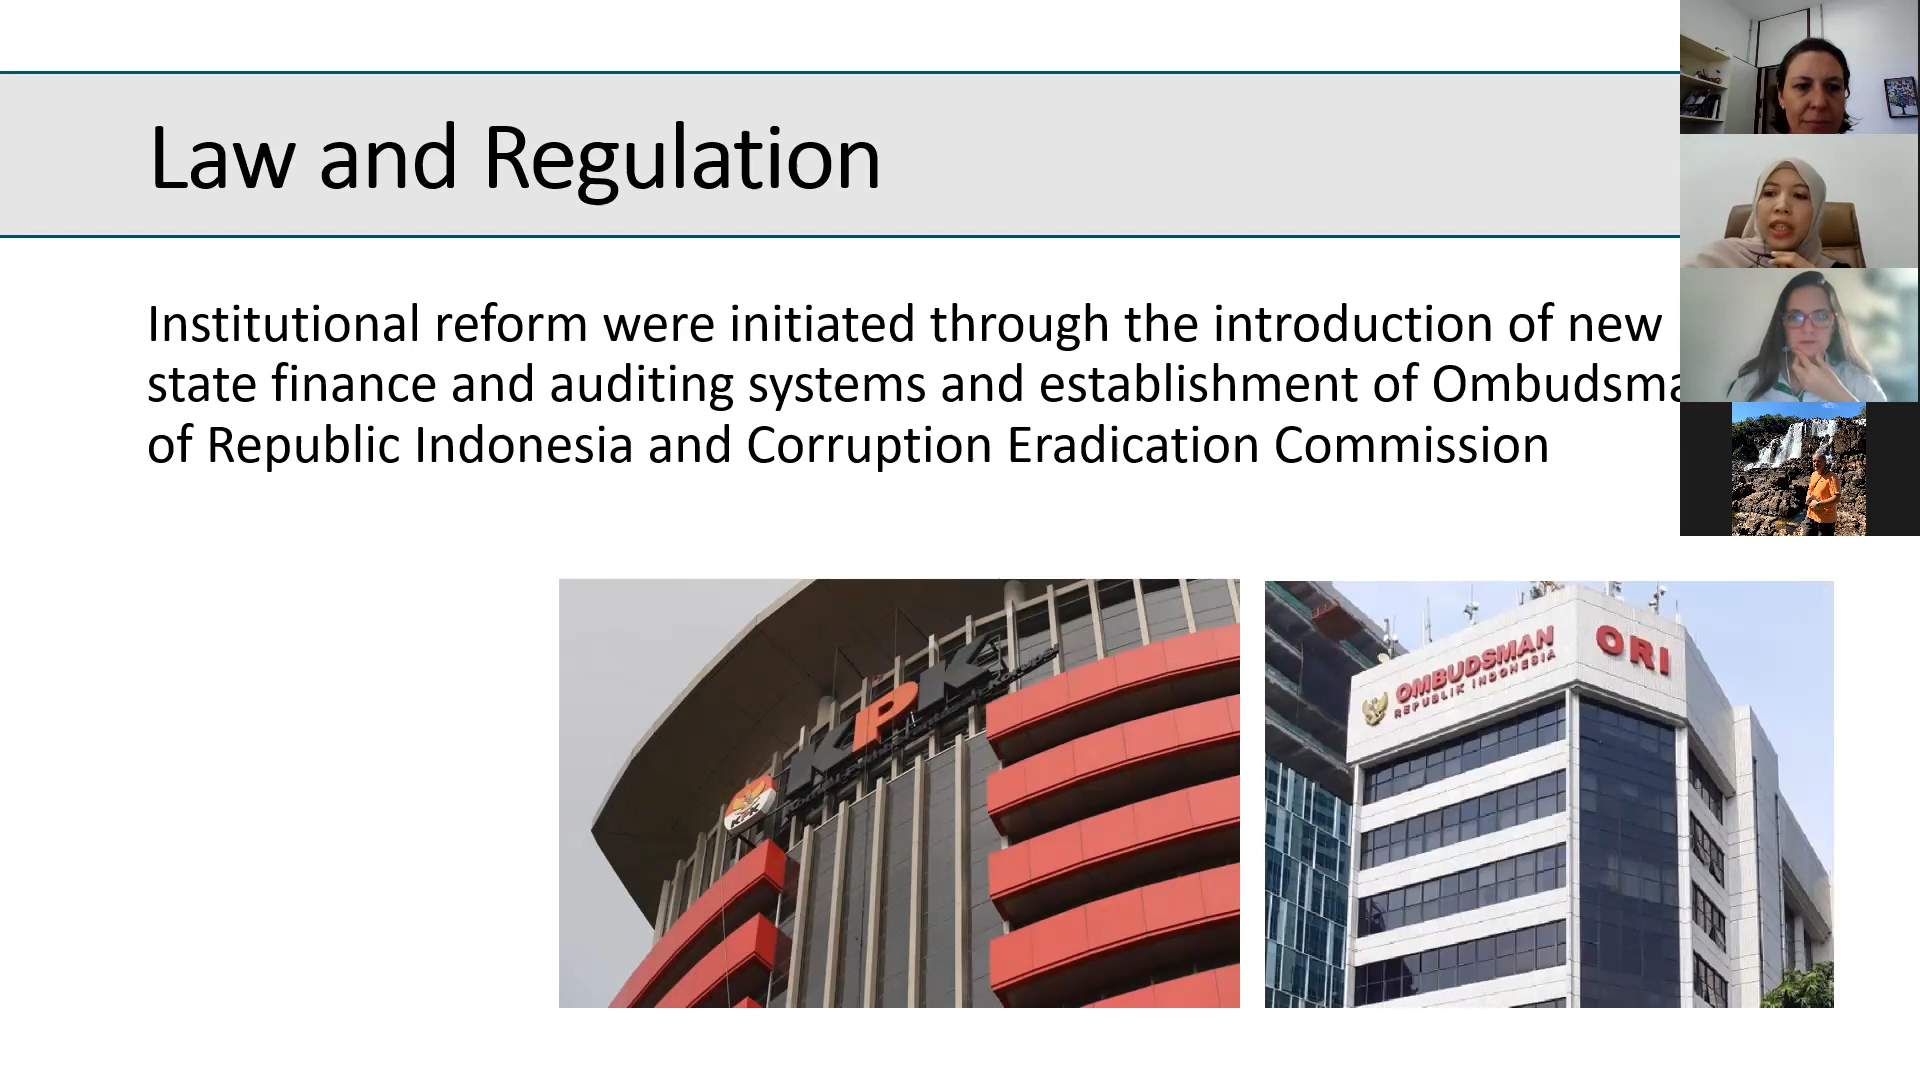 Law and Regulation
Institutional reform were initiated through the introduction of new
state finance and auditing systems and establishment of Ombudsma
of Republic Indonesia and Corruption Eradication Commission
KPK
KPK
OMBUDSMAN
REPUBLIK INDONESIA
ORI